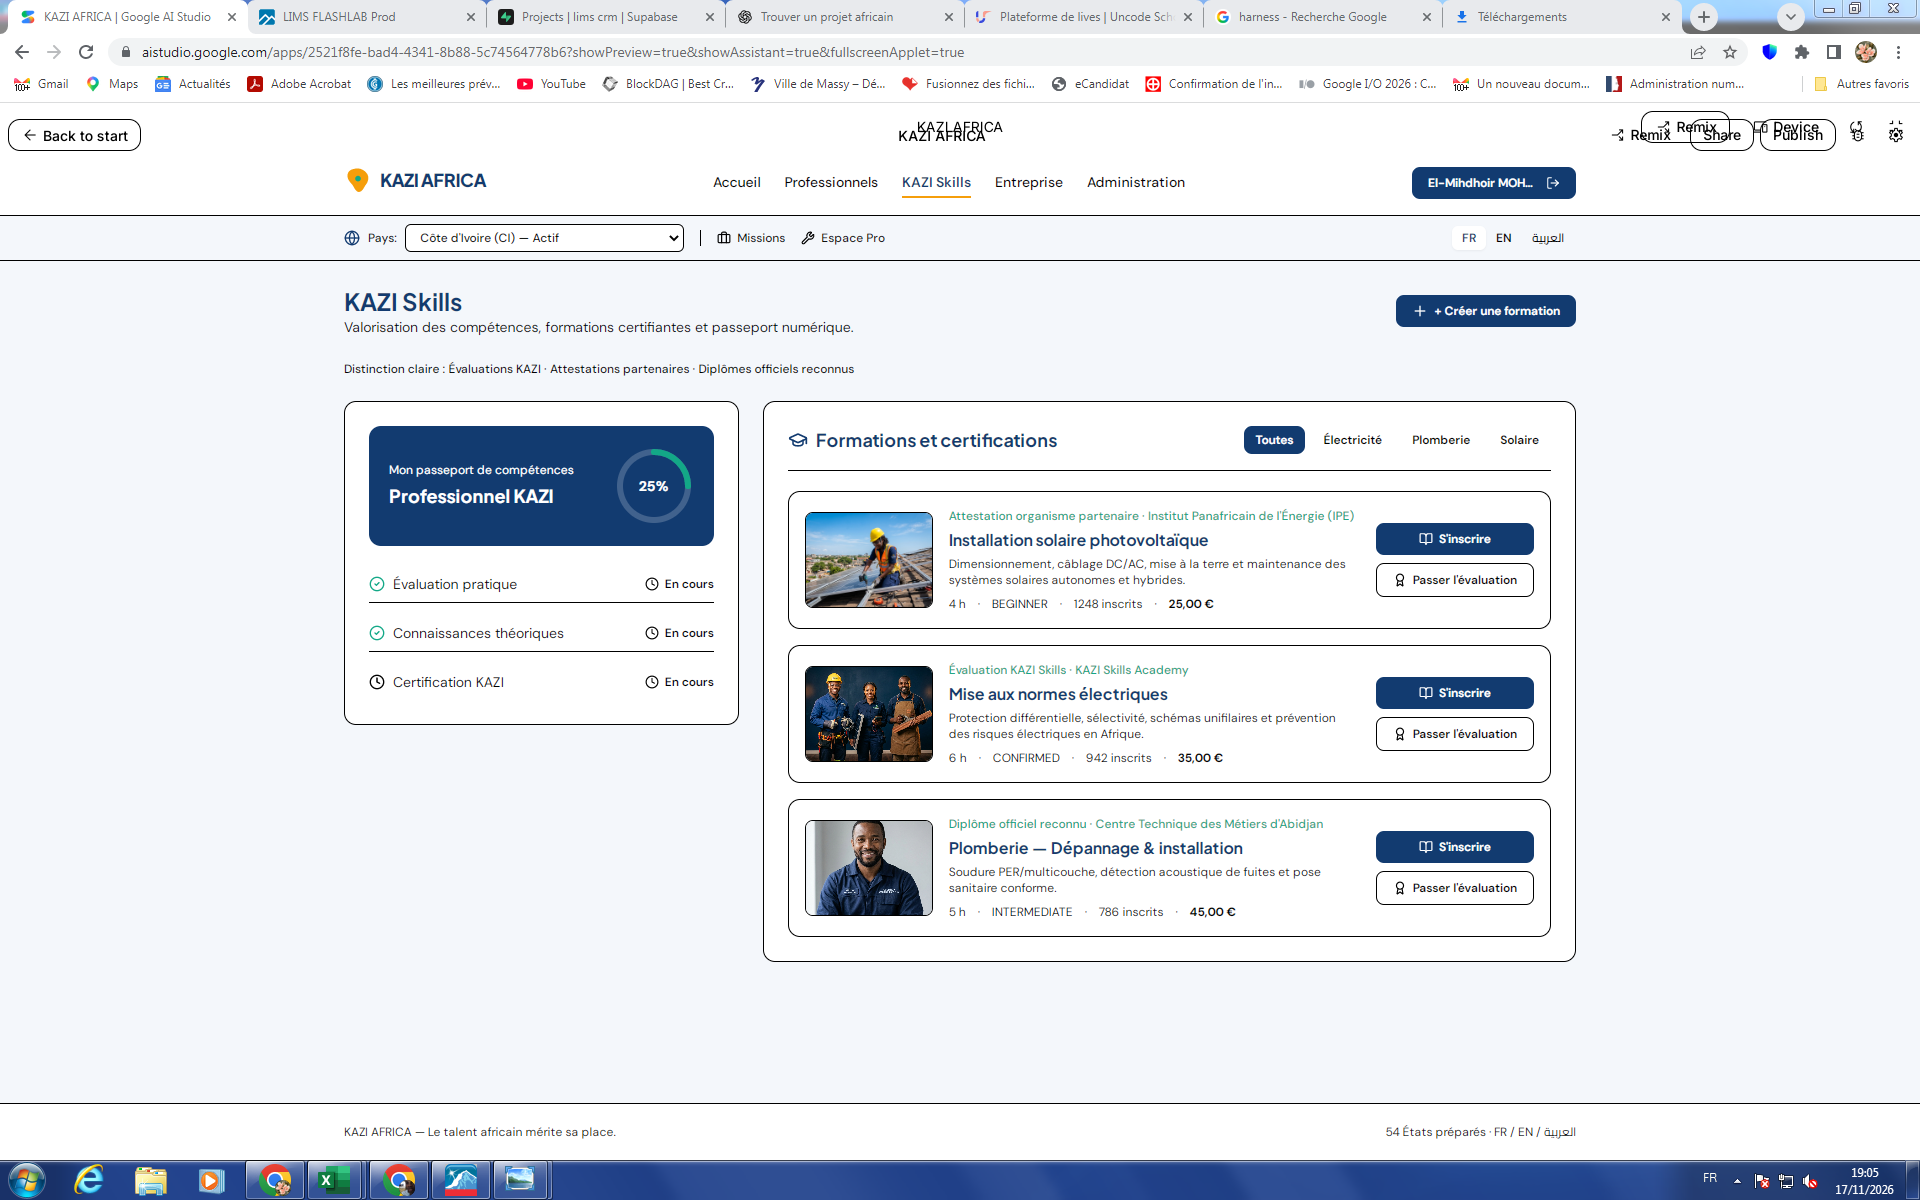 KAZI AFRICA | Google AI Studio
LIMS FLASHLAB Prod
Projects | lims crm | Supabase
Trouver un projet africain
Plateforme de lives | Uncode Sch
harness - Recherche Google
Téléchargements
aistudio.google.com/apps/2521f8fe-bad4-4341-8b88-5c74564778b6?showPreview=true&showAssistant=true&fullscreenApplet=true
Gmail
Maps
Actualités
Adobe Acrobat
Les meilleures prév...
YouTube
BlockDAG | Best Cr...
Ville de Massy – Dé...
Fusionnez des fichi...
eCandidat
Confirmation de l'in...
Google I/O 2026 : C...
Un nouveau docum...
Administration num...
Autres favoris
Back to start
KAZI AFRICA
KAZI AFRICA
Remix
Device
Remix
Share
Publish
KAZI AFRICA
Accueil
Professionnels
KAZI Skills
Entreprise
Administration
El-Mihdhoir MOH...
Pays:
Côte d'Ivoire (CI) — Actif
Missions
Espace Pro
FR
EN
العربية
KAZI Skills
Valorisation des compétences, formations certifiantes et passeport numérique.
+ Créer une formation
Distinction claire : Évaluations KAZI · Attestations partenaires · Diplômes officiels reconnus
Mon passeport de compétences
Professionnel KAZI
25%
Évaluation pratique
En cours
Connaissances théoriques
En cours
Certification KAZI
En cours
Formations et certifications
Toutes
Électricité
Plomberie
Solaire
Attestation organisme partenaire · Institut Panafricain de l'Énergie (IPE)
Installation solaire photovoltaïque
Dimensionnement, câblage DC/AC, mise à la terre et maintenance des
systèmes solaires autonomes et hybrides.
4 h · BEGINNER · 1248 inscrits · 25,00 €
S'inscrire
Passer l'évaluation
Évaluation KAZI Skills · KAZI Skills Academy
Mise aux normes électriques
Protection différentielle, sélectivité, schémas unifilaires et prévention
des risques électriques en Afrique.
6 h · CONFIRMED · 942 inscrits · 35,00 €
S'inscrire
Passer l'évaluation
Diplôme officiel reconnu · Centre Technique des Métiers d'Abidjan
Plomberie — Dépannage & installation
Soudure PER/multicouche, détection acoustique de fuites et pose
sanitaire conforme.
5 h · INTERMEDIATE · 786 inscrits · 45,00 €
S'inscrire
Passer l'évaluation
KAZI AFRICA — Le talent africain mérite sa place.
54 États préparés · FR / EN / العربية
FR
19:05
17/11/2026